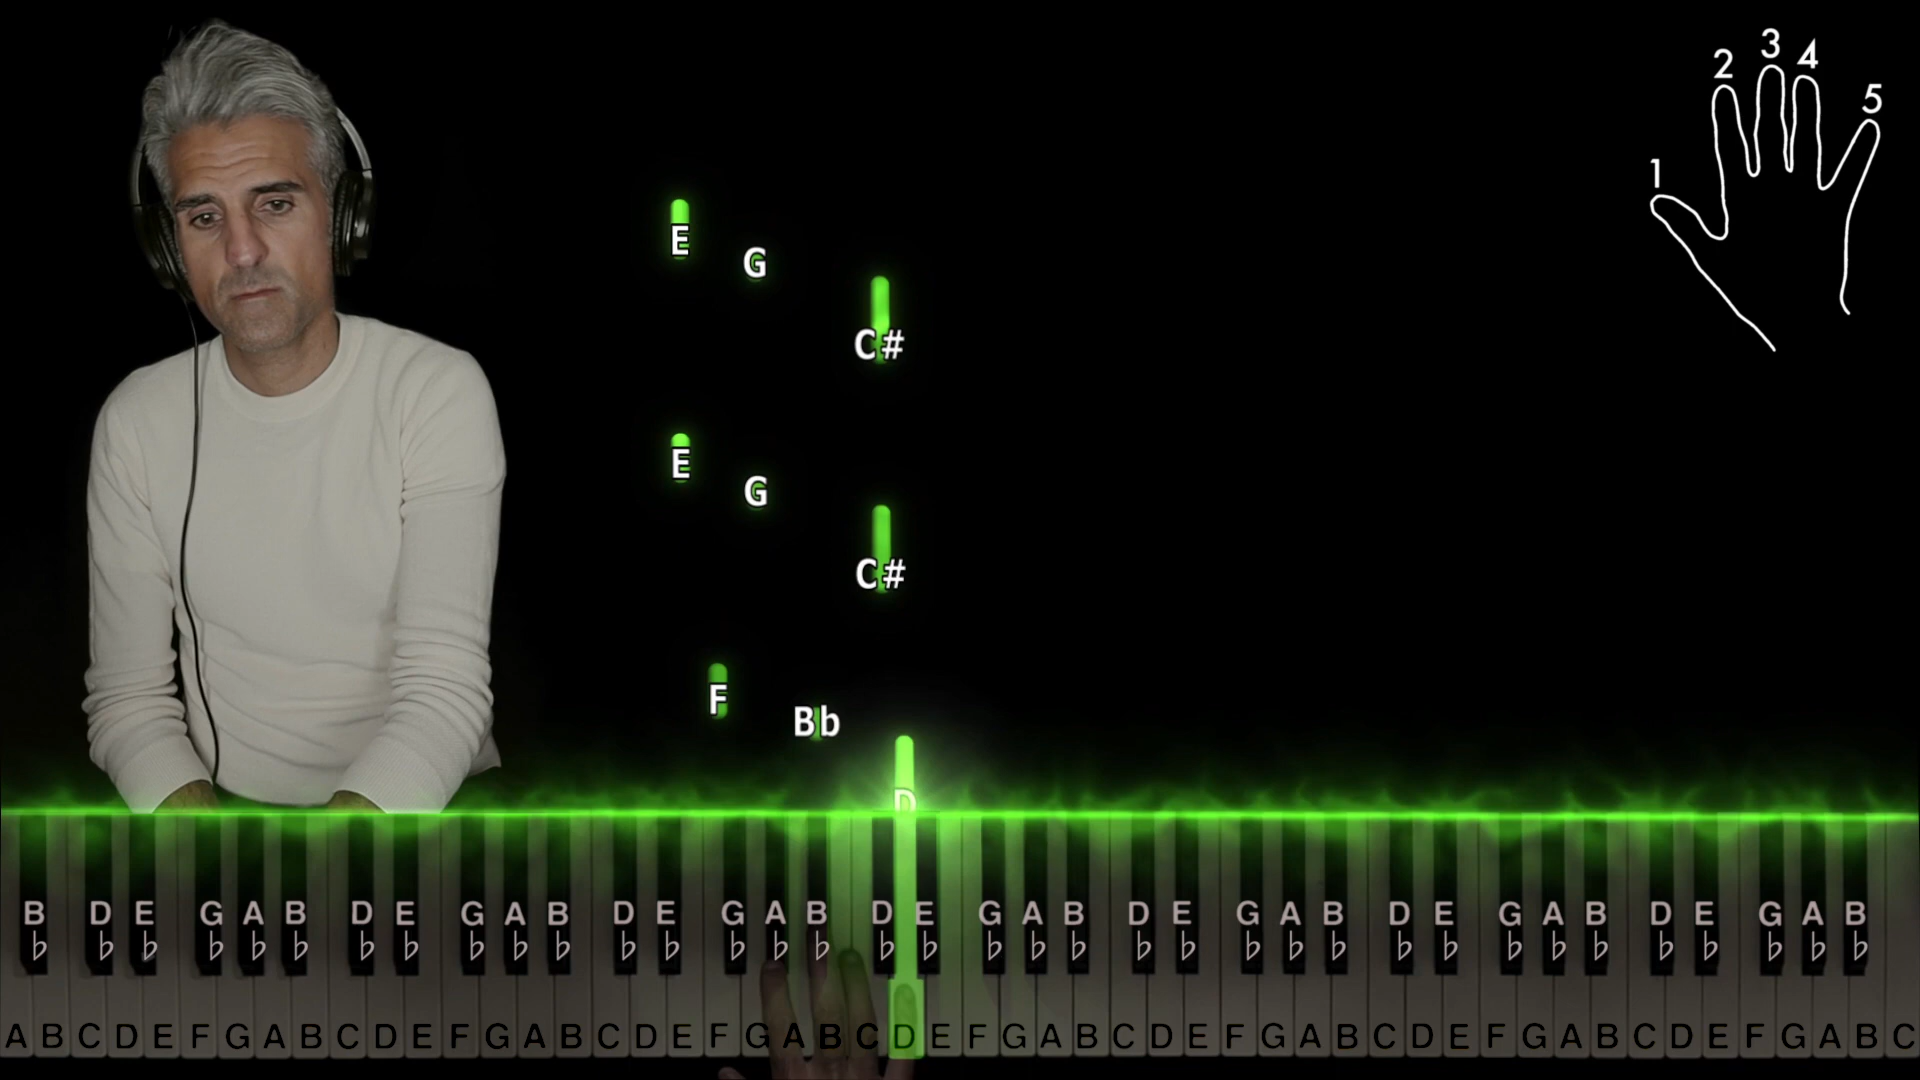 1 2 3 4 5
E
G
C#
E
G
C#
F
Bb
D
B♭ D♭ E♭ G♭ A♭ B♭ D♭ E♭ G♭ A♭ B♭ D♭ E♭ G♭ A♭ B♭ D♭ E♭ G♭ A♭ B♭ D♭ E♭ G♭ A♭ B♭ D♭ E♭ G♭ A♭ B♭ D♭ E♭ G♭ A♭ B♭
A B C D E F G A B C D E F G A B C D E F G A B C D E F G A B C D E F G A B C D E F G A B C D E F G A B C